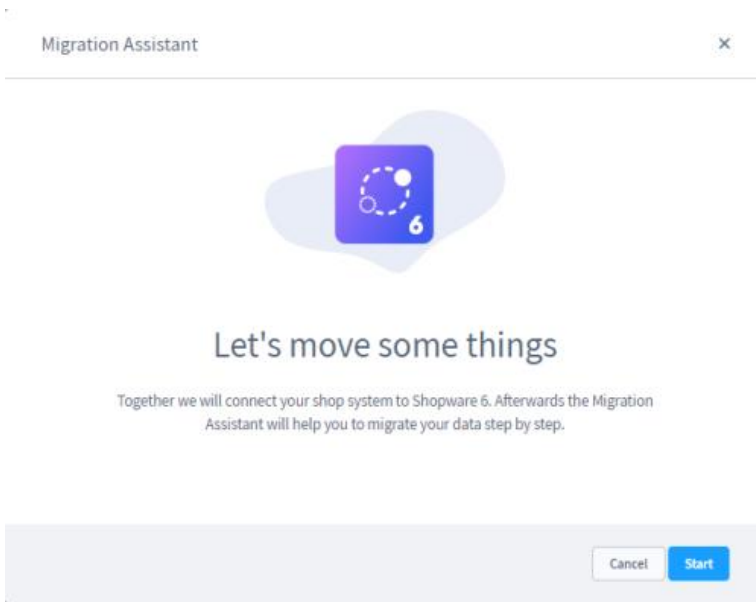 Migration Assistant
6
Let's move some things
Together we will connect your shop system to Shopware 6. Afterwards the Migration
Assistant will help you to migrate your data step by step.
Cancel Start